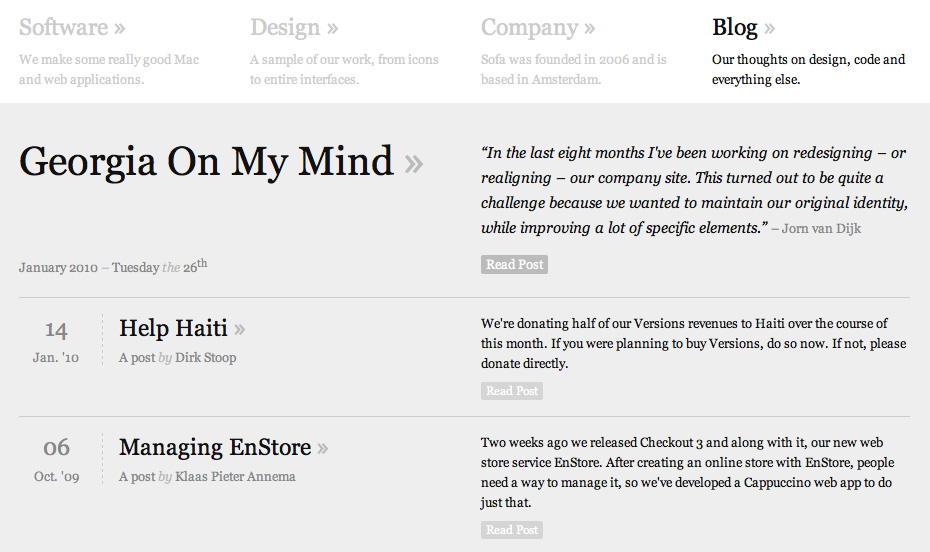 Software »
We make some really good Mac
and web applications.
Design »
A sample of our work, from icons
to entire interfaces.
Company »
Sofa was founded in 2006 and is
based in Amsterdam.
Blog »
Our thoughts on design, code and
everything else.
Georgia On My Mind »
January 2010 – Tuesday the 26th
“In the last eight months I've been working on redesigning – or
realigning – our company site. This turned out to be quite a
challenge because we wanted to maintain our original identity,
while improving a lot of specific elements.” – Jorn van Dijk
Read Post
14
Jan. '10
Help Haiti »
A post by Dirk Stoop
We're donating half of our Versions revenues to Haiti over the course of
this month. If you were planning to buy Versions, do so now. If not, please
donate directly.
Read Post
06
Oct. '09
Managing EnStore »
A post by Klaas Pieter Annema
Two weeks ago we released Checkout 3 and along with it, our new web
store service EnStore. After creating an online store with EnStore, people
need a way to manage it, so we've developed a Cappuccino web app to do
just that.
Read Post